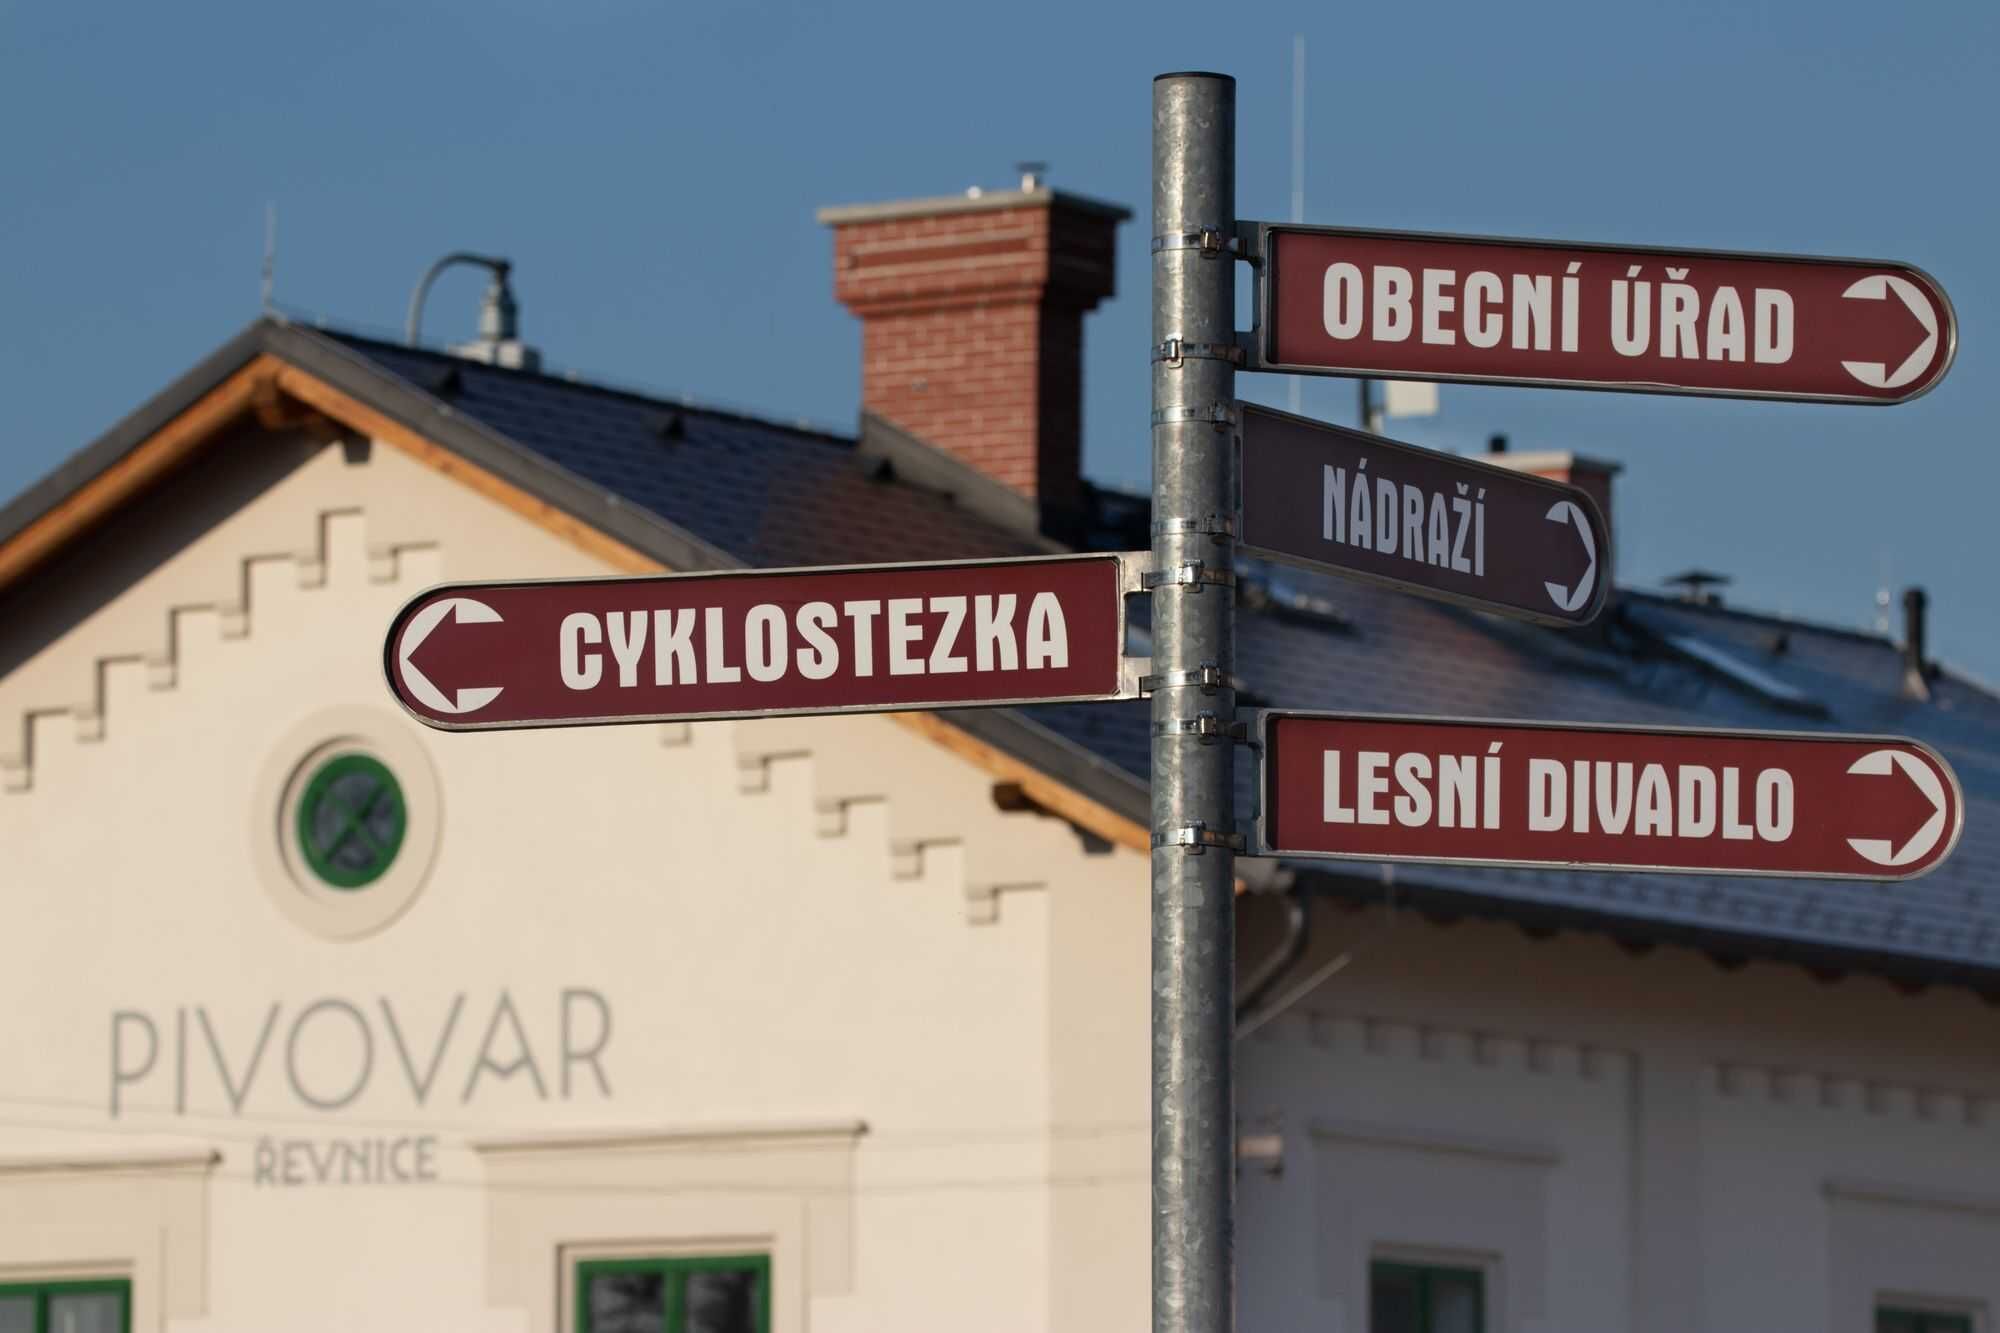 OBECNÍ ÚŘAD
NÁDRAŽÍ
CYKLOSTEZKA
LESNÍ DIVADLO
PIVOVAR
ŘEVNICE